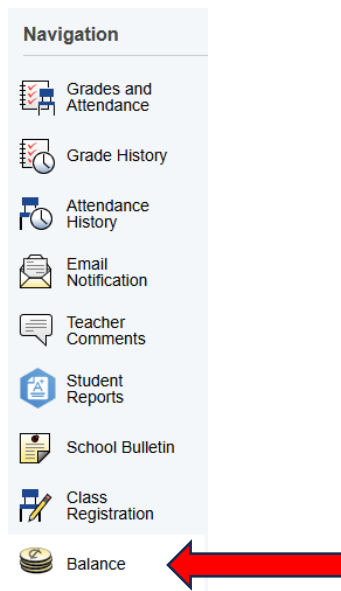 Navigation
Grades and
Attendance
Grade History
Attendance
History
Email
Notification
Teacher
Comments
Student
Reports
School Bulletin
Class
Registration
Balance